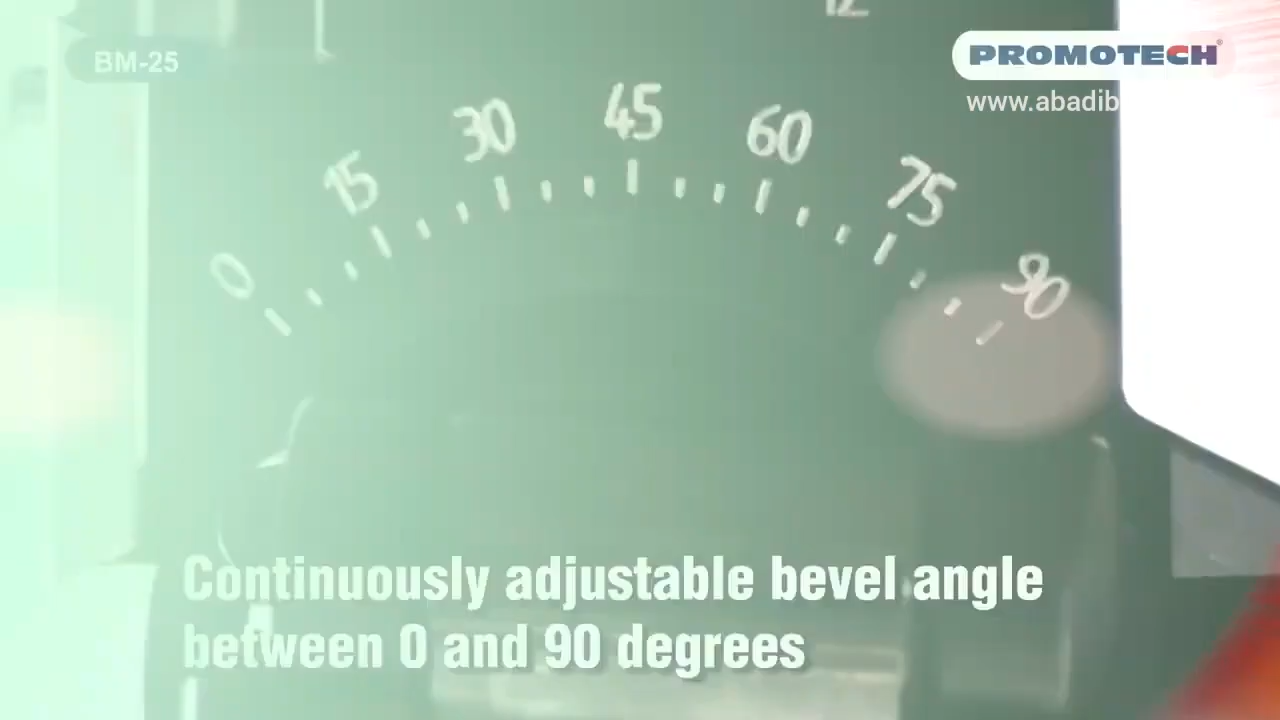 BM-25
PROMOTECH®
www.abadib
0 15 30 45 60 75 90
Continuously adjustable bevel angle
between 0 and 90 degrees